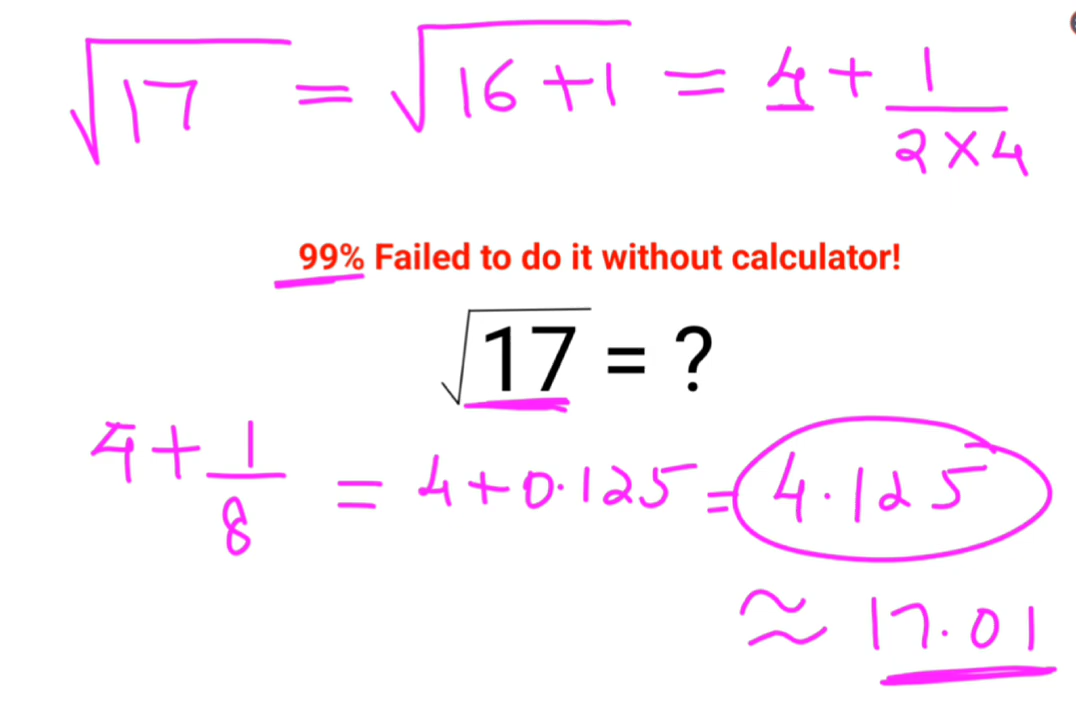 √17 = √16+1 = 4 + 1/2×4
99% Failed to do it without calculator!
√17 = ?
4 + 1/8 = 4+0.125 = 4.125
≈ 17.01